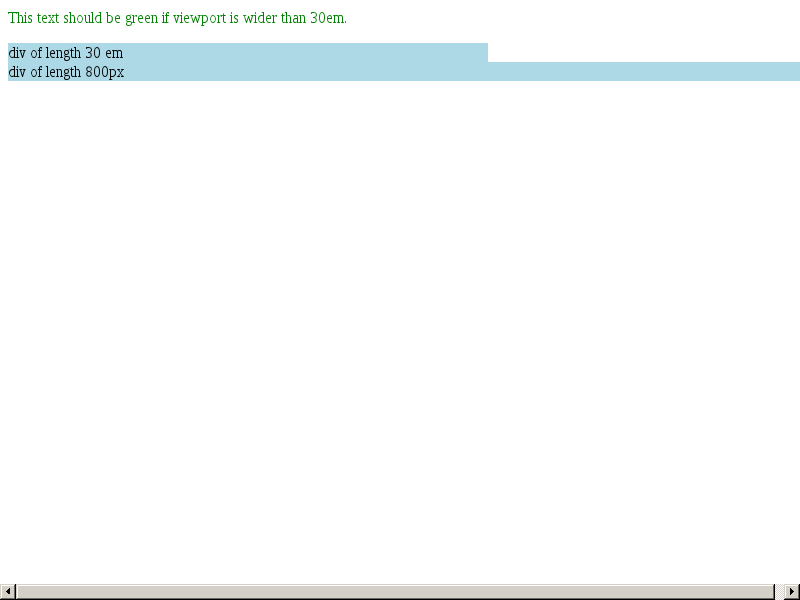 This text should be green if viewport is wider than 30em.
div of length 30 em
div of length 800px